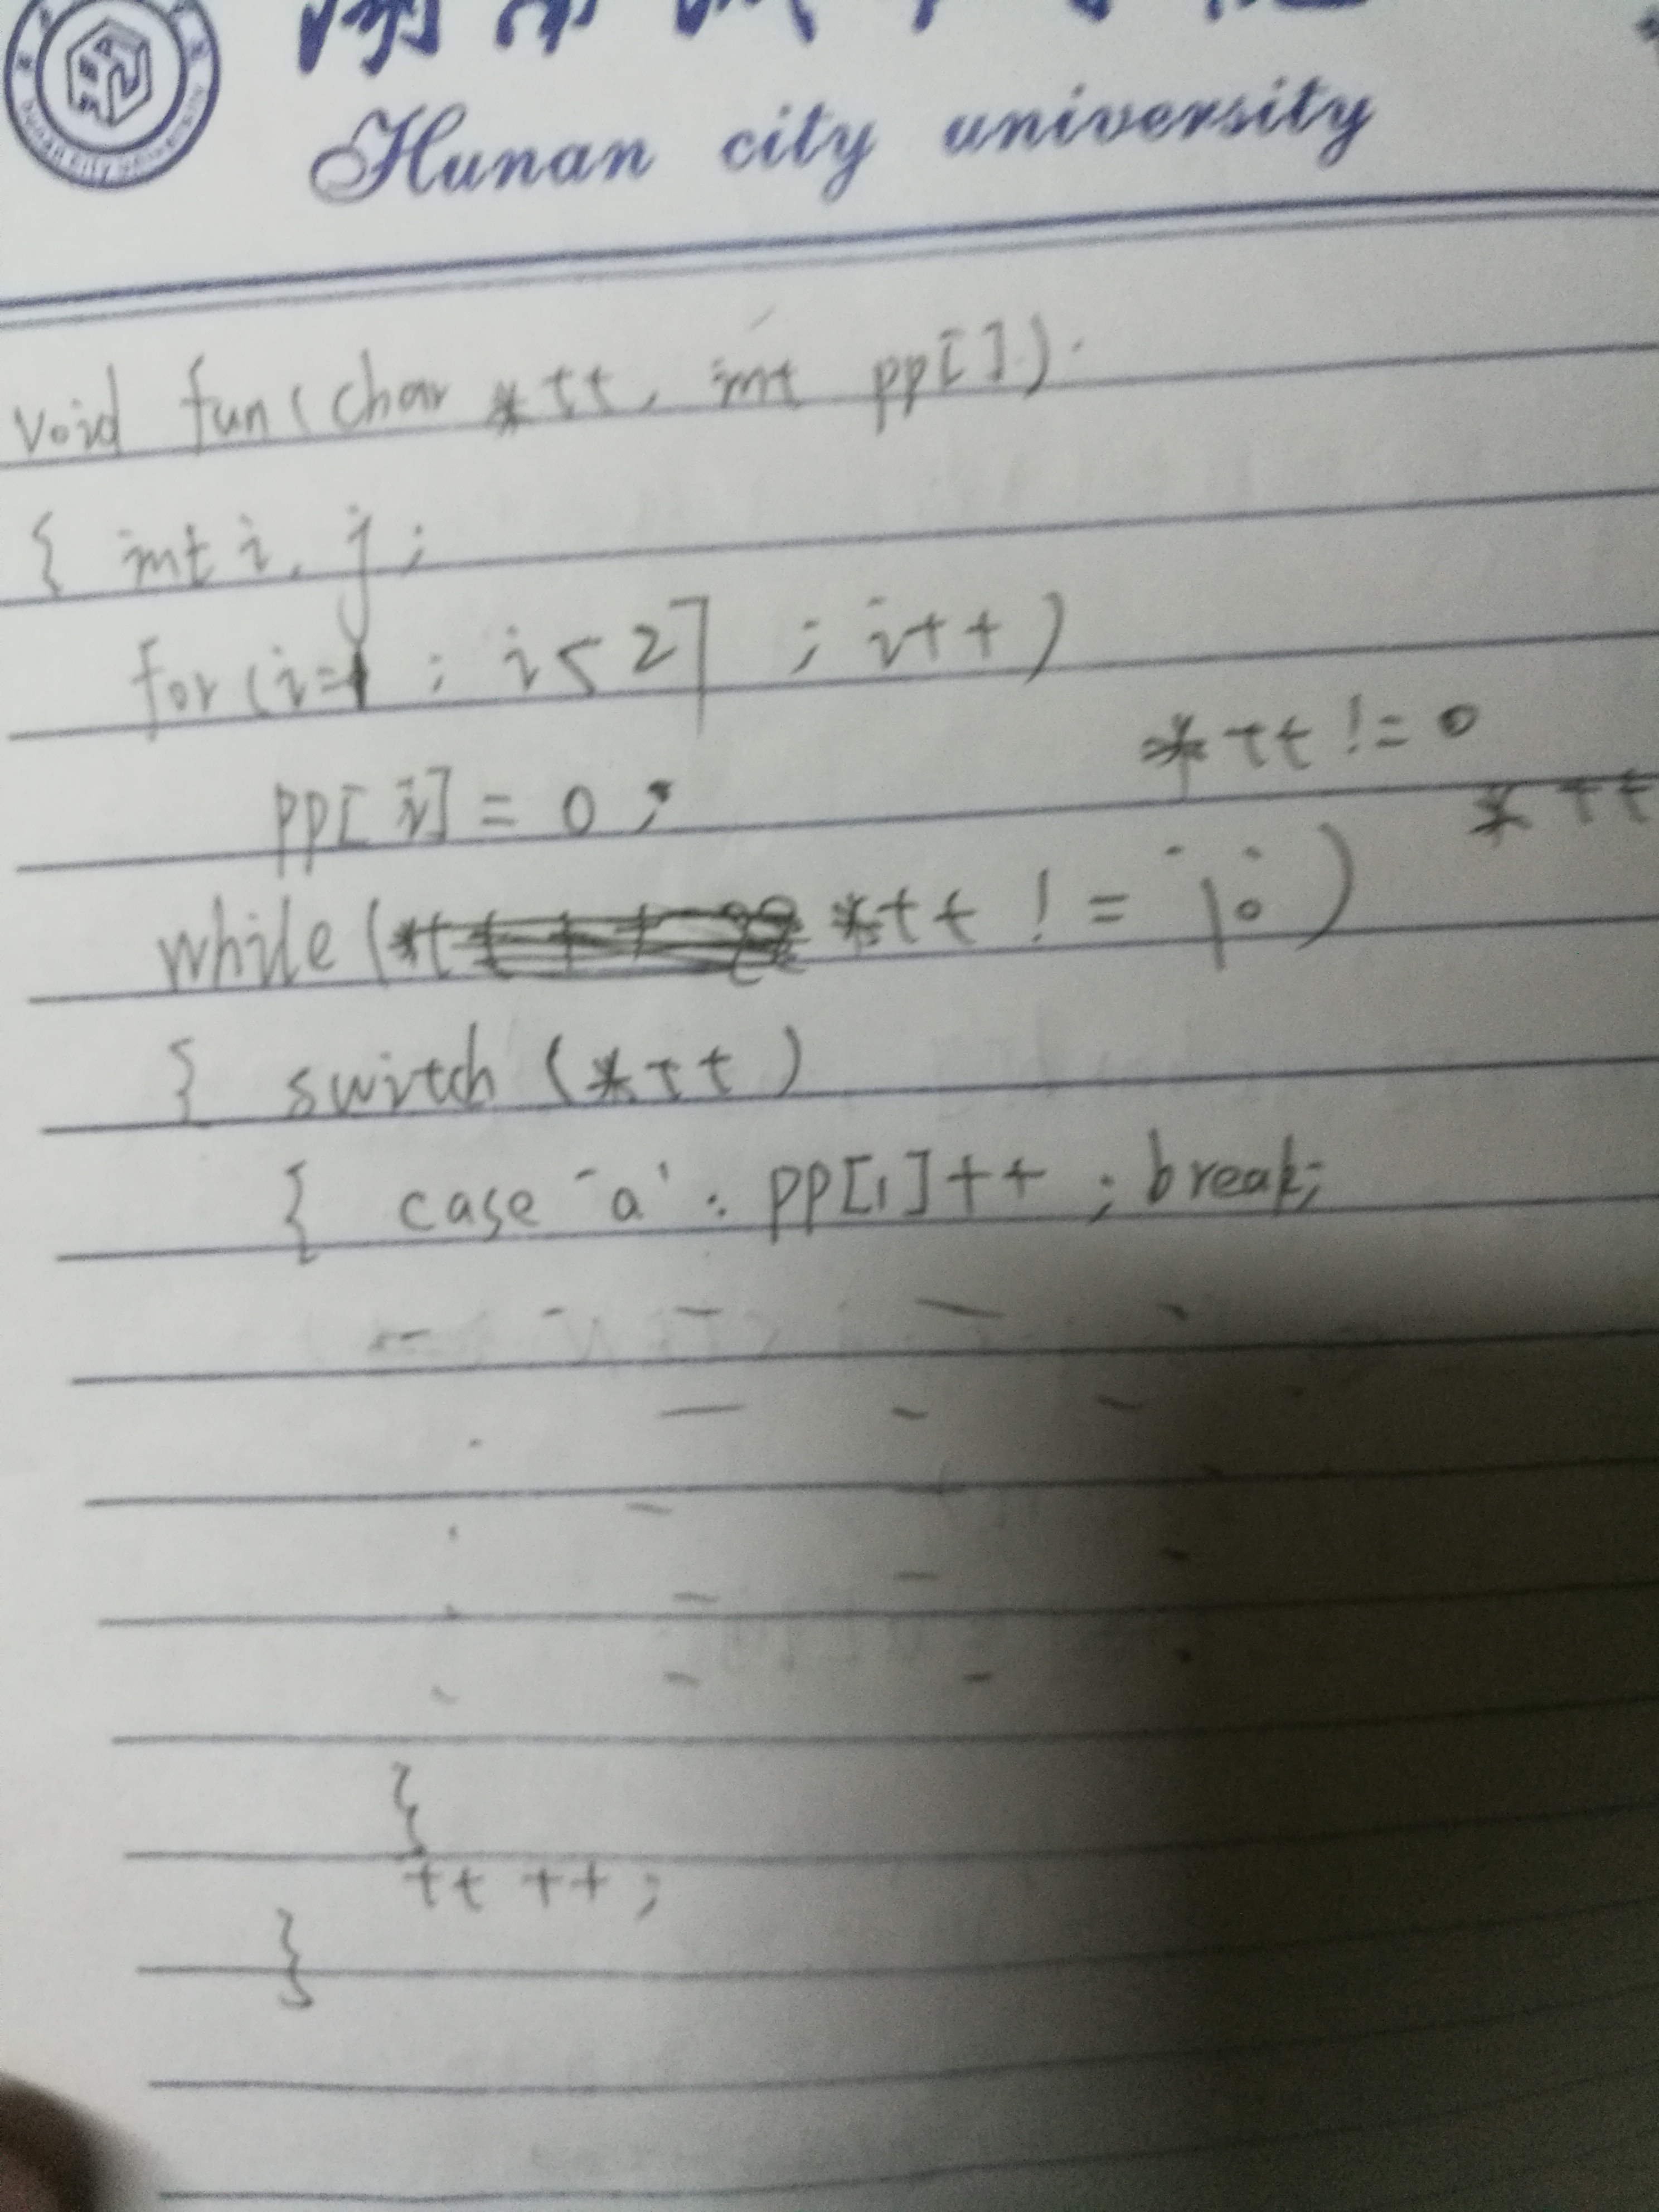 Hunan city university
void fun(char *tt, int pp[])
{ int i, j;
for(i=1; i<27; i++)
pp[i] = 0;
*tt != 0
*tt
while( *tt != '\0')
{ switch (*tt)
{ case 'a': pp[1]++; break;
}
tt++;
}